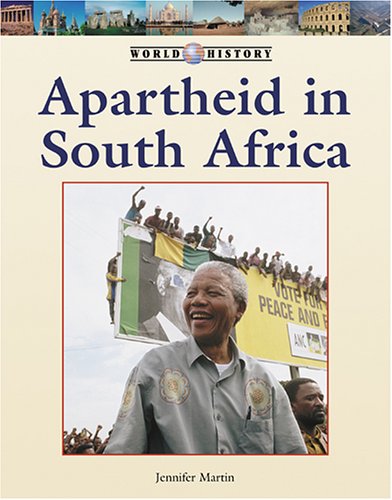 WORLD HISTORY
Apartheid in
South Africa
VOTE FOR
PEACE AND
ANC
Jennifer Martin